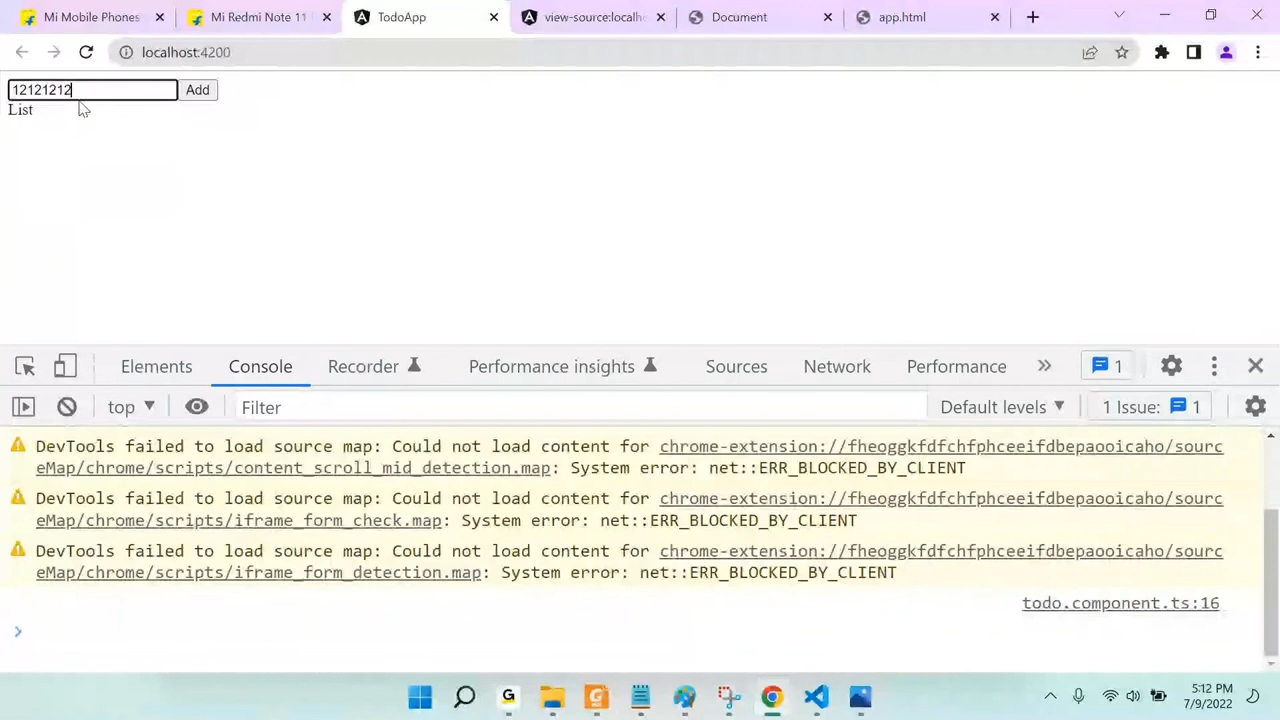 Mi Mobile Phones
Mi Redmi Note 11
TodoApp
view-source:localh
Document
app.html
localhost:4200
12121212
Add
List
Elements
Console
Recorder
Performance insights
Sources
Network
Performance
1
top
Filter
Default levels
1 Issue:
1
DevTools failed to load source map: Could not load content for chrome-extension://fheoggkfdfchfphceeifdbepaooicaho/sourc
eMap/chrome/scripts/content_scroll_mid_detection.map: System error: net::ERR_BLOCKED_BY_CLIENT
DevTools failed to load source map: Could not load content for chrome-extension://fheoggkfdfchfphceeifdbepaooicaho/sourc
eMap/chrome/scripts/iframe_form_check.map: System error: net::ERR_BLOCKED_BY_CLIENT
DevTools failed to load source map: Could not load content for chrome-extension://fheoggkfdfchfphceeifdbepaooicaho/sourc
eMap/chrome/scripts/iframe_form_detection.map: System error: net::ERR_BLOCKED_BY_CLIENT
todo.component.ts:16
5:12 PM
7/9/2022